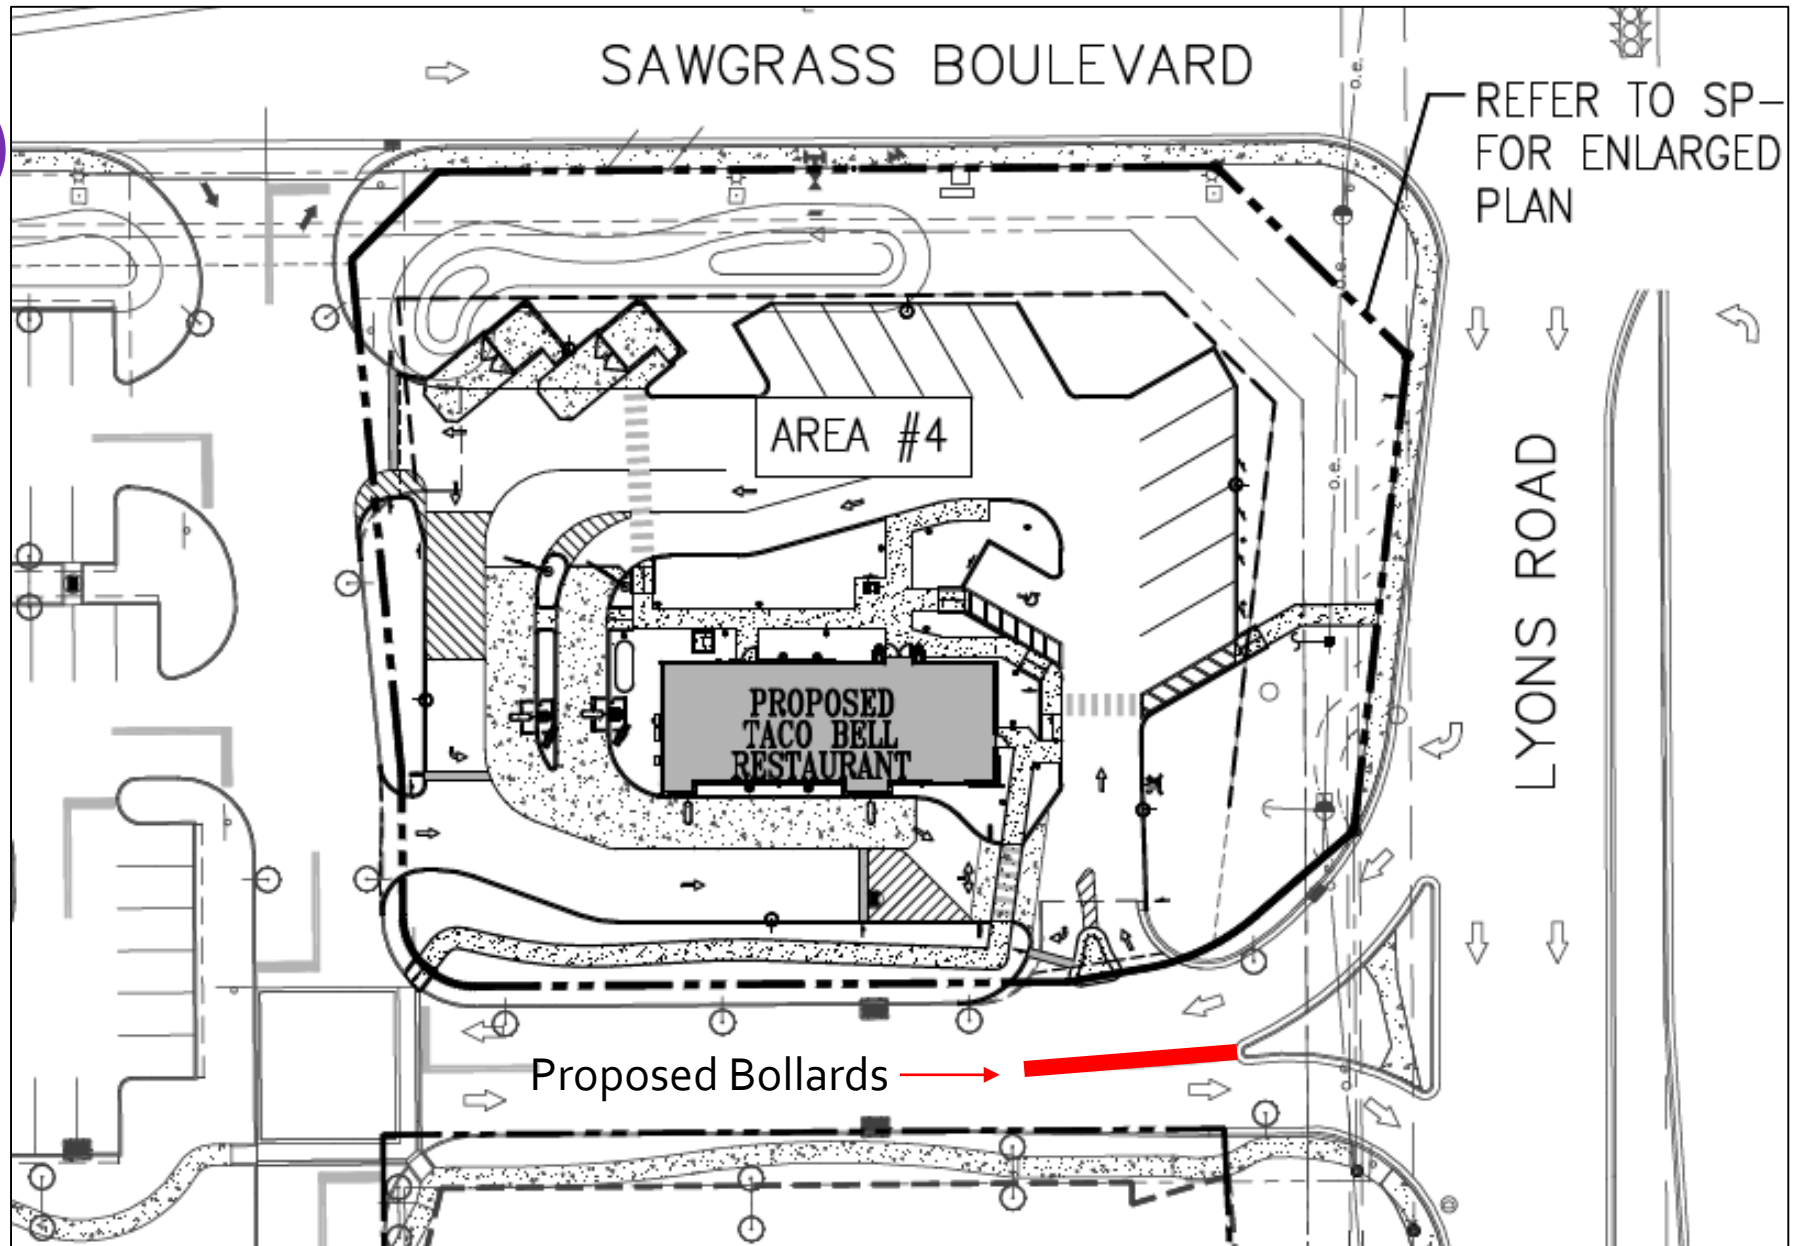 SAWGRASS BOULEVARD
REFER TO SP-
FOR ENLARGED
PLAN
o.e.
o.e.
AREA #4
o.e.
LYONS ROAD
PROPOSED
TACO BELL
RESTAURANT
Proposed Bollards